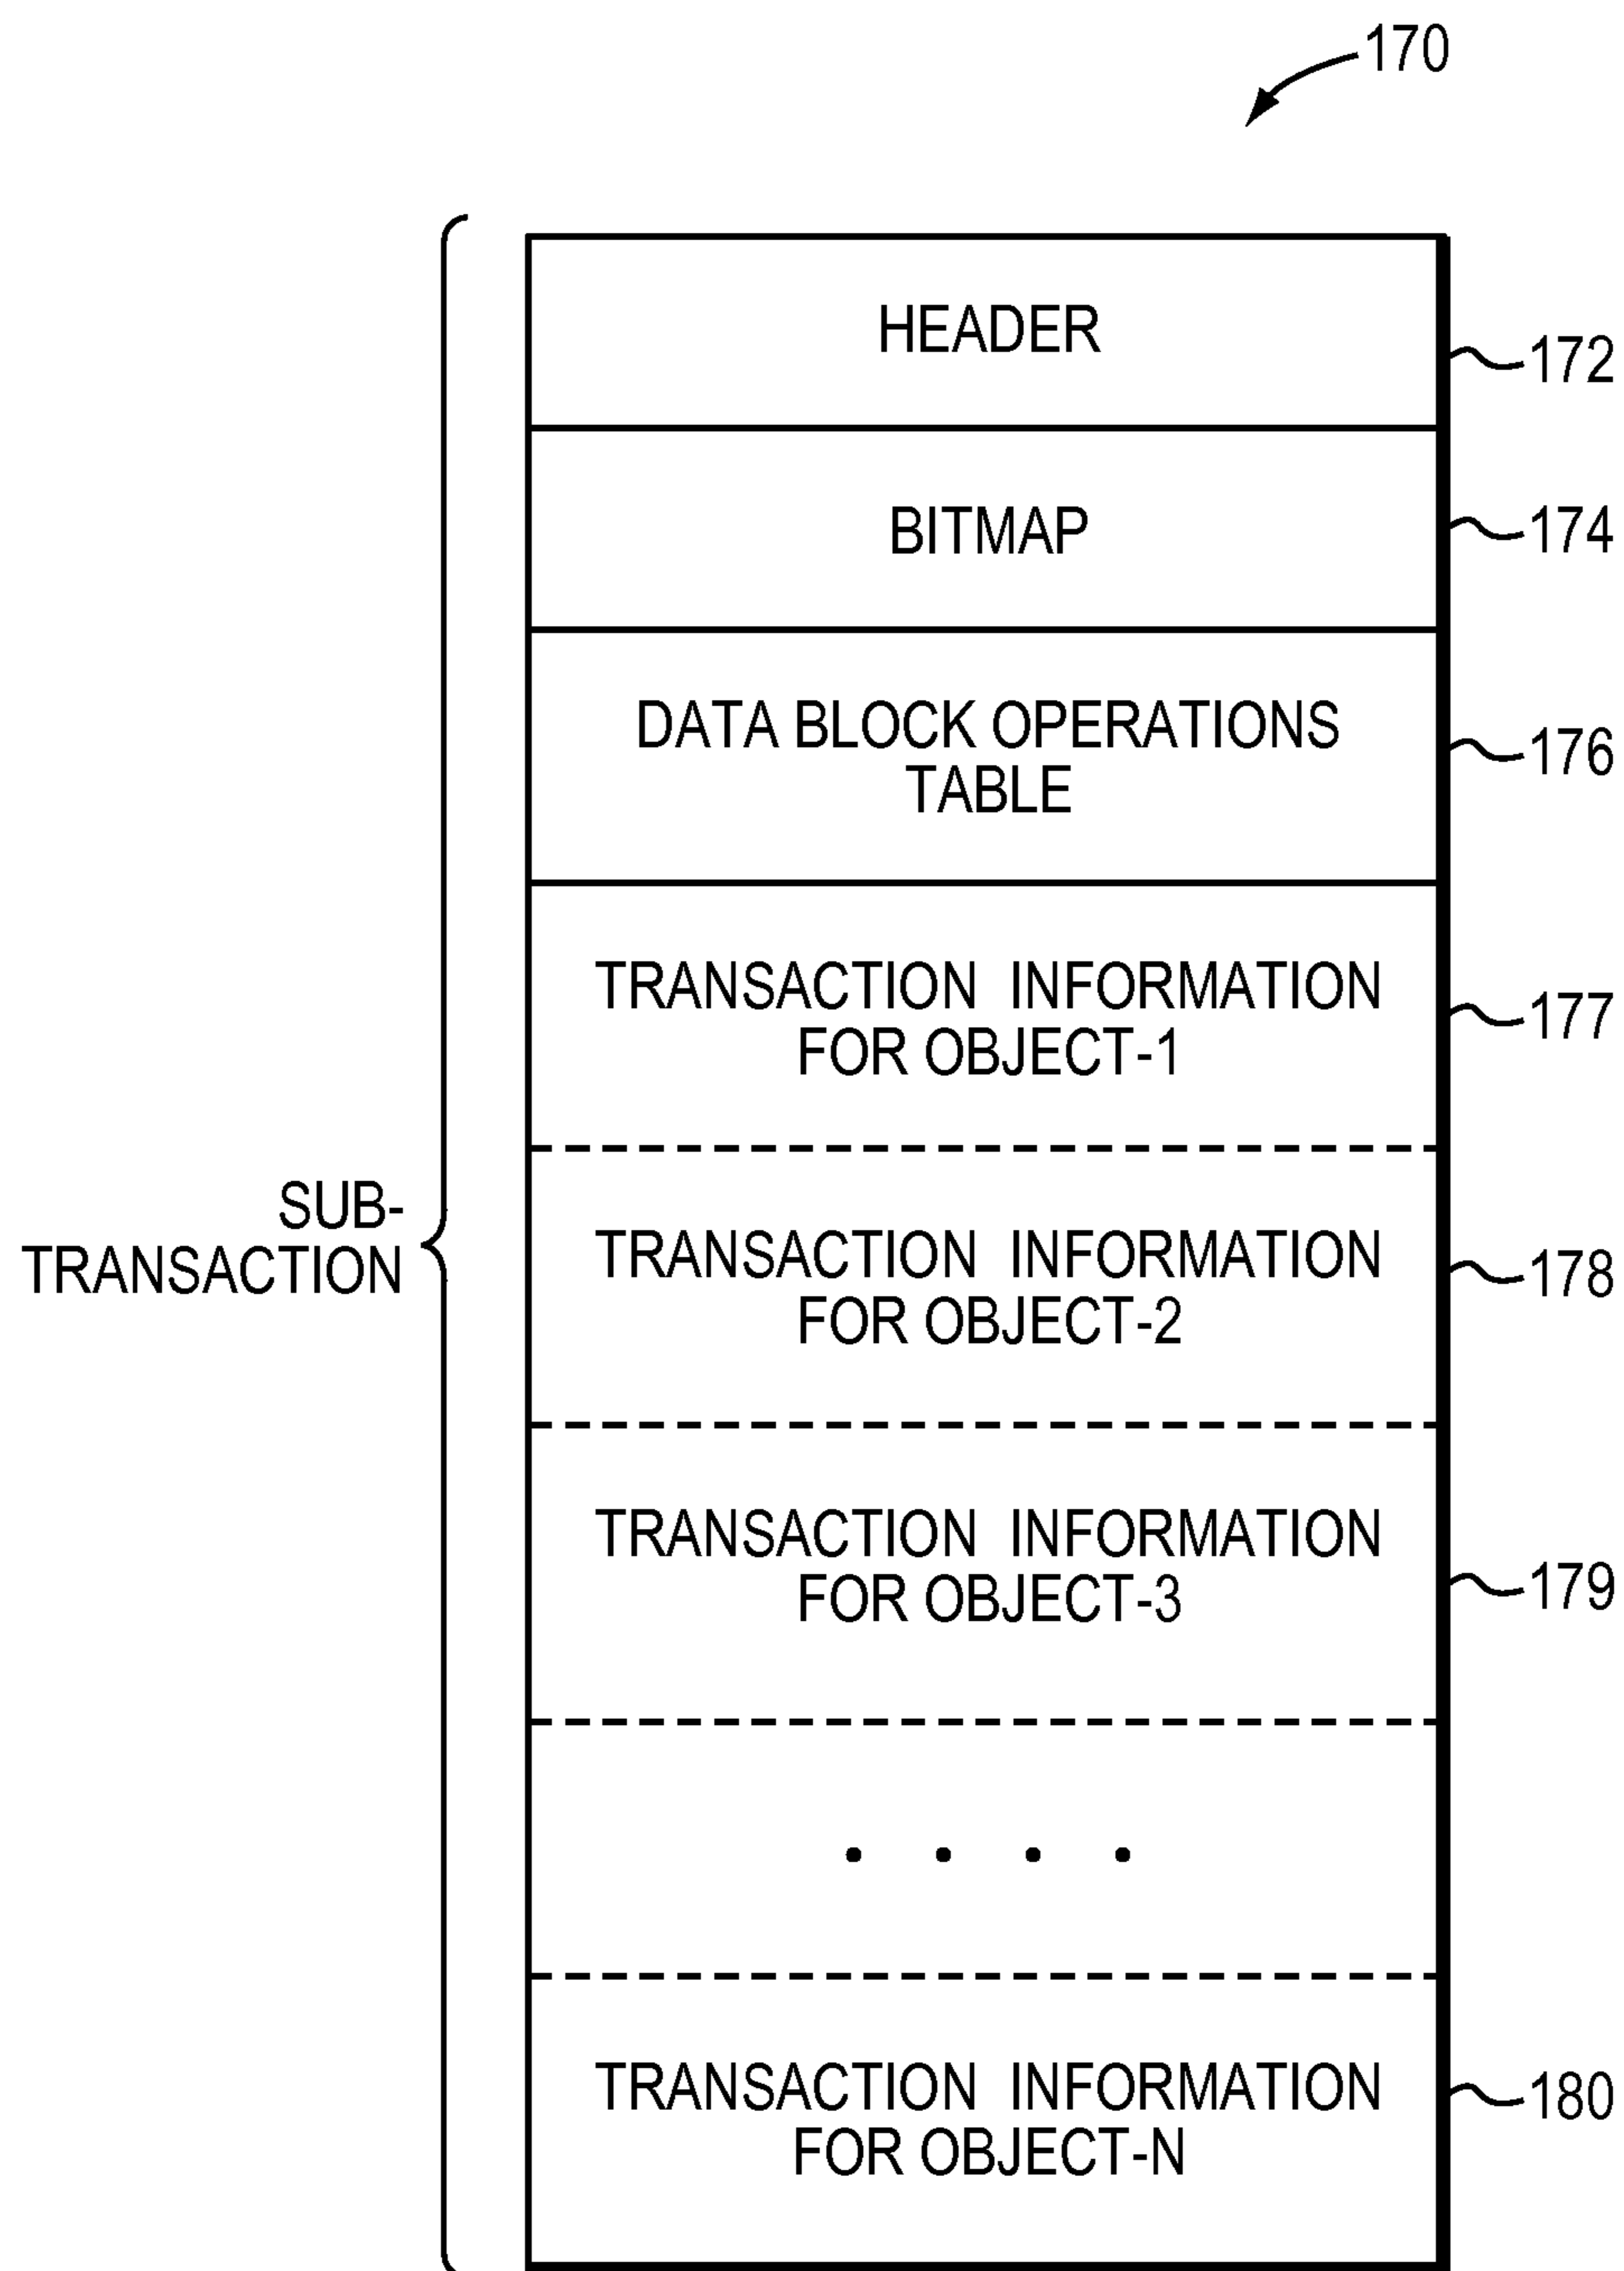 170
HEADER
172
BITMAP
174
DATA BLOCK OPERATIONS
TABLE
176
TRANSACTION INFORMATION
FOR OBJECT-1
177
SUB-
TRANSACTION
TRANSACTION INFORMATION
FOR OBJECT-2
178
TRANSACTION INFORMATION
FOR OBJECT-3
179
. . . .
TRANSACTION INFORMATION
FOR OBJECT-N
180